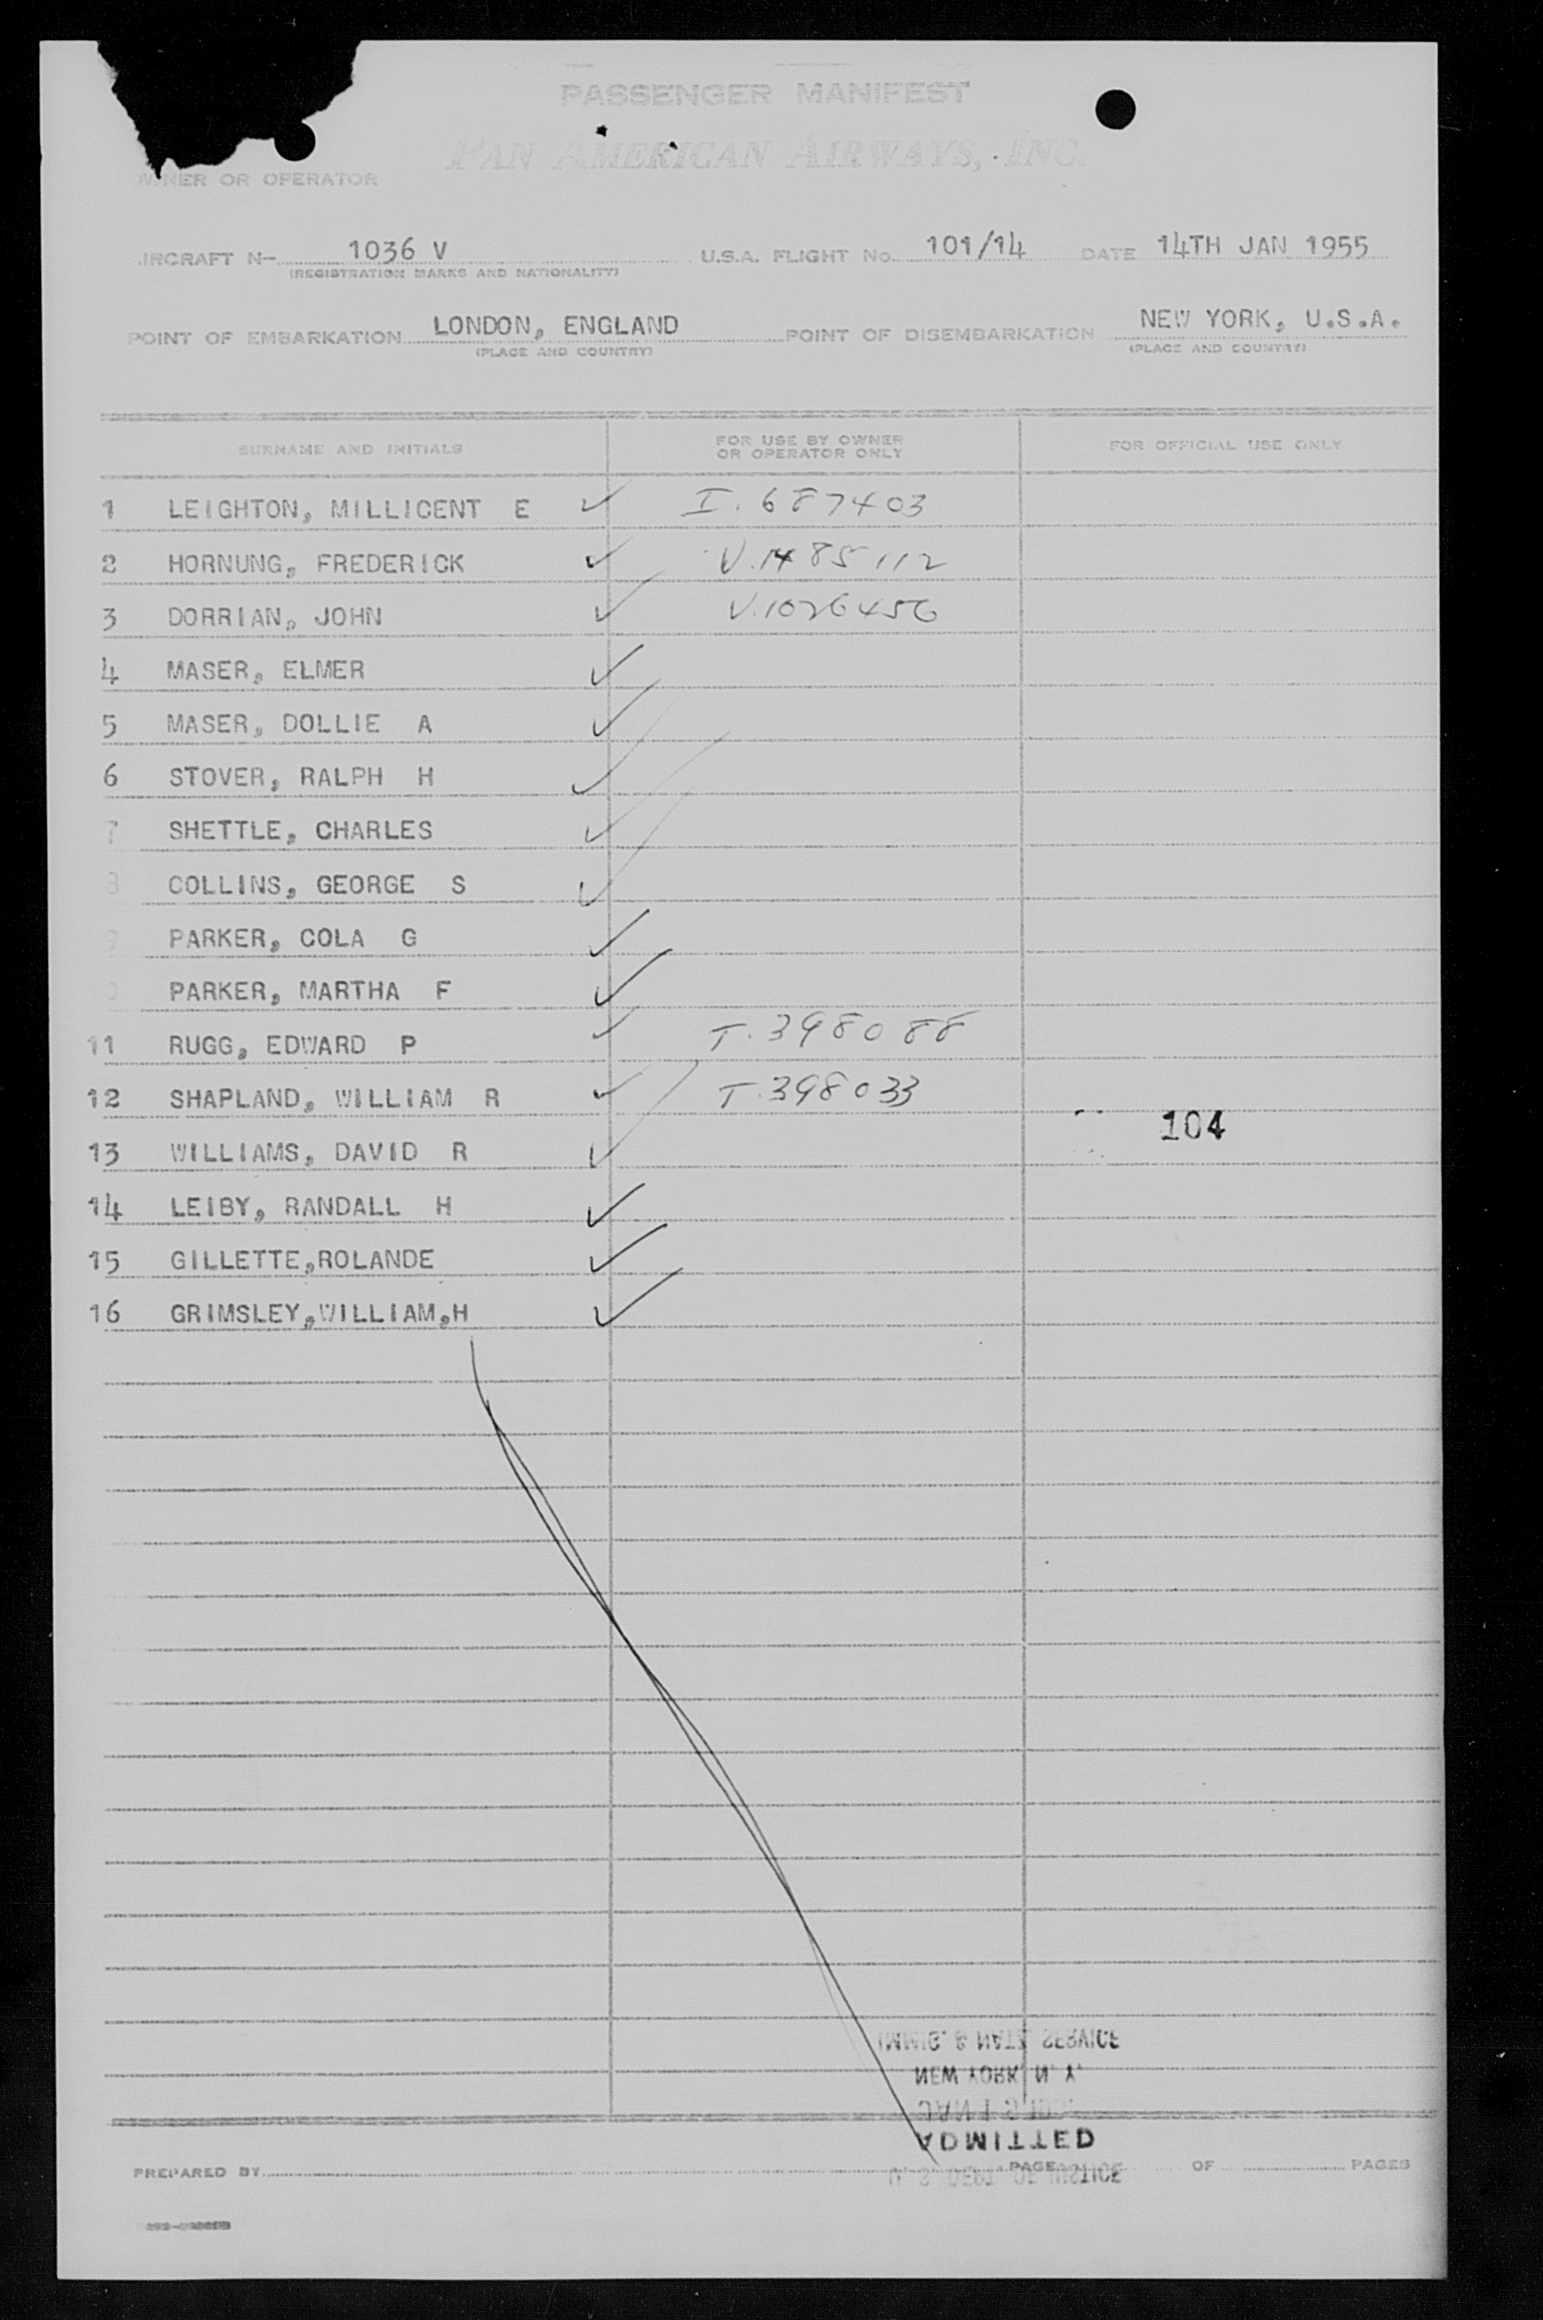 PASSENGER MANIFEST
PAN AMERICAN AIRWAYS, INC.
OWNER OR OPERATOR
AIRCRAFT N- 1036 V U.S.A. FLIGHT No. 101/14 DATE 14TH JAN 1955
(REGISTRATION MARKS AND NATIONALITY)
POINT OF EMBARKATION LONDON, ENGLAND POINT OF DISEMBARKATION NEW YORK, U.S.A.
(PLACE AND COUNTRY) (PLACE AND COUNTRY)
SURNAME AND INITIALS FOR USE BY OWNER OR OPERATOR ONLY FOR OFFICIAL USE ONLY
1 LEIGHTON, MILLICENT E ✓ I. 687403
2 HORNUNG, FREDERICK ✓ V.1485112
3 DORRIAN, JOHN ✓ V.1026456
4 MASER, ELMER ✓
5 MASER, DOLLIE A ✓
6 STOVER, RALPH H ✓
7 SHETTLE, CHARLES ✓
8 COLLINS, GEORGE S ✓
9 PARKER, COLA G ✓
0 PARKER, MARTHA F ✓
11 RUGG, EDWARD P ✓ T. 398088
12 SHAPLAND, WILLIAM R ✓ T. 398033
104
13 WILLIAMS, DAVID R ✓
14 LEIBY, RANDALL H ✓
15 GILLETTE,ROLANDE ✓
16 GRIMSLEY,WILLIAM,H ✓
NEW YORK N. Y.
ADMITTED
PREPARED BY PAGE OF PAGES